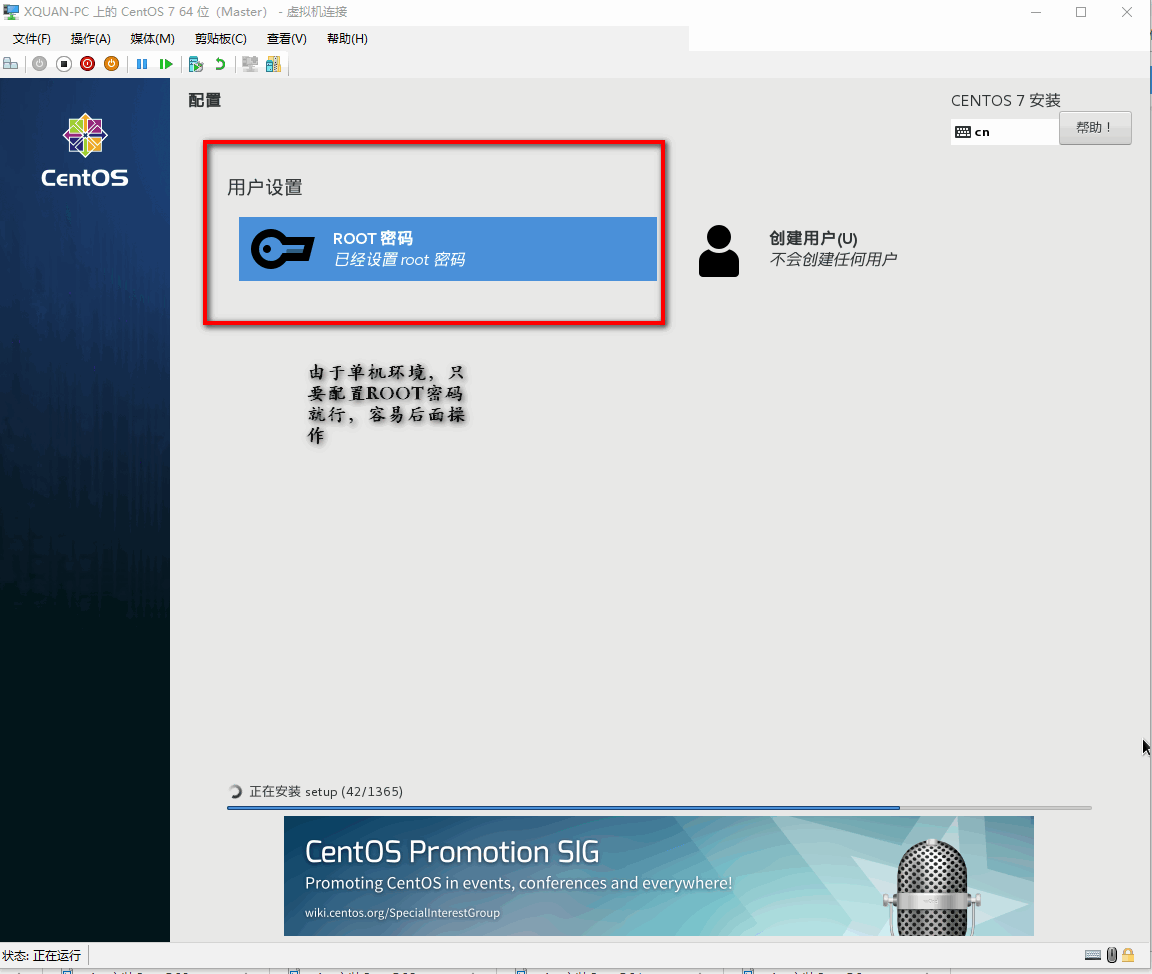 XQUAN-PC 上的 CentOS 7 64 位（Master） - 虚拟机连接
文件(F) 操作(A) 媒体(M) 剪贴板(C) 查看(V) 帮助(H)
配置
CENTOS 7 安装
cn
帮助！
CentOS
用户设置
ROOT 密码
已经设置 root 密码
创建用户(U)
不会创建任何用户
由于单机环境，只
要配置ROOT密码
就行，容易后面操
作
正在安装 setup (42/1365)
CentOS Promotion SIG
Promoting CentOS in events, conferences and everywhere!
wiki.centos.org/SpecialInterestGroup
状态: 正在运行